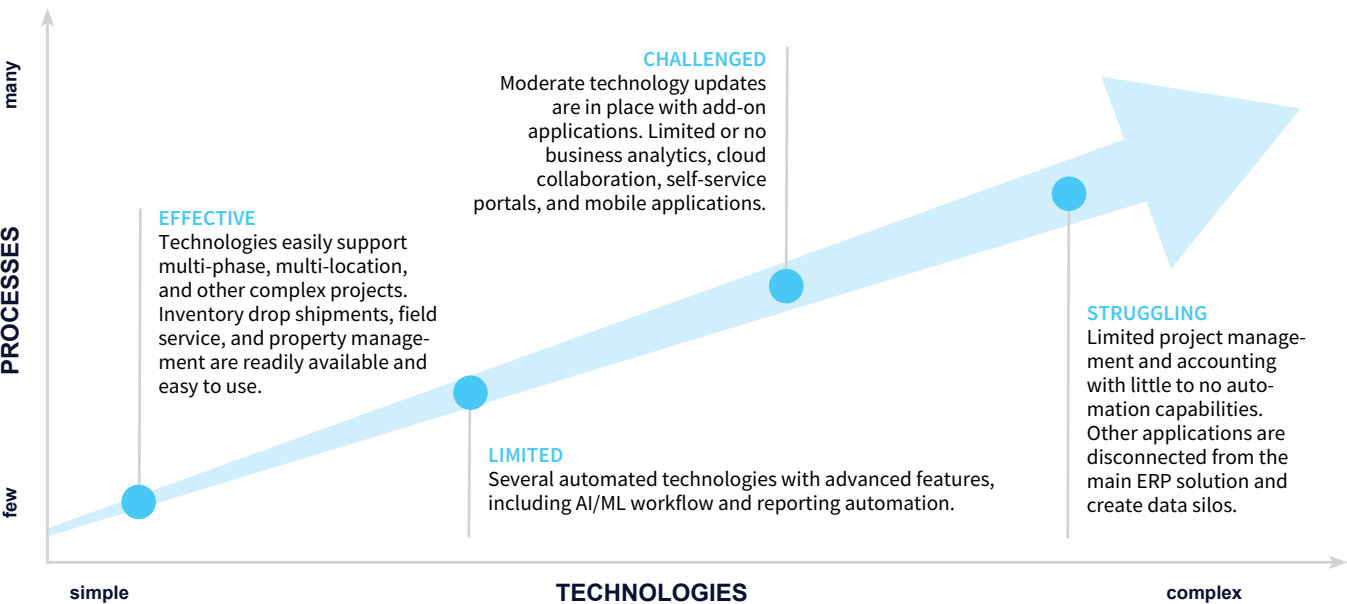 many
PROCESSES
few
EFFECTIVE
Technologies easily support
multi-phase, multi-location,
and other complex projects.
Inventory drop shipments, field
service, and property manage-
ment are readily available and
easy to use.
LIMITED
Several automated technologies with advanced features,
including AI/ML workflow and reporting automation.
CHALLENGED
Moderate technology updates
are in place with add-on
applications. Limited or no
business analytics, cloud
collaboration, self-service
portals, and mobile applications.
STRUGGLING
Limited project manage-
ment and accounting
with little to no auto-
mation capabilities.
Other applications are
disconnected from the
main ERP solution and
create data silos.
simple
TECHNOLOGIES
complex